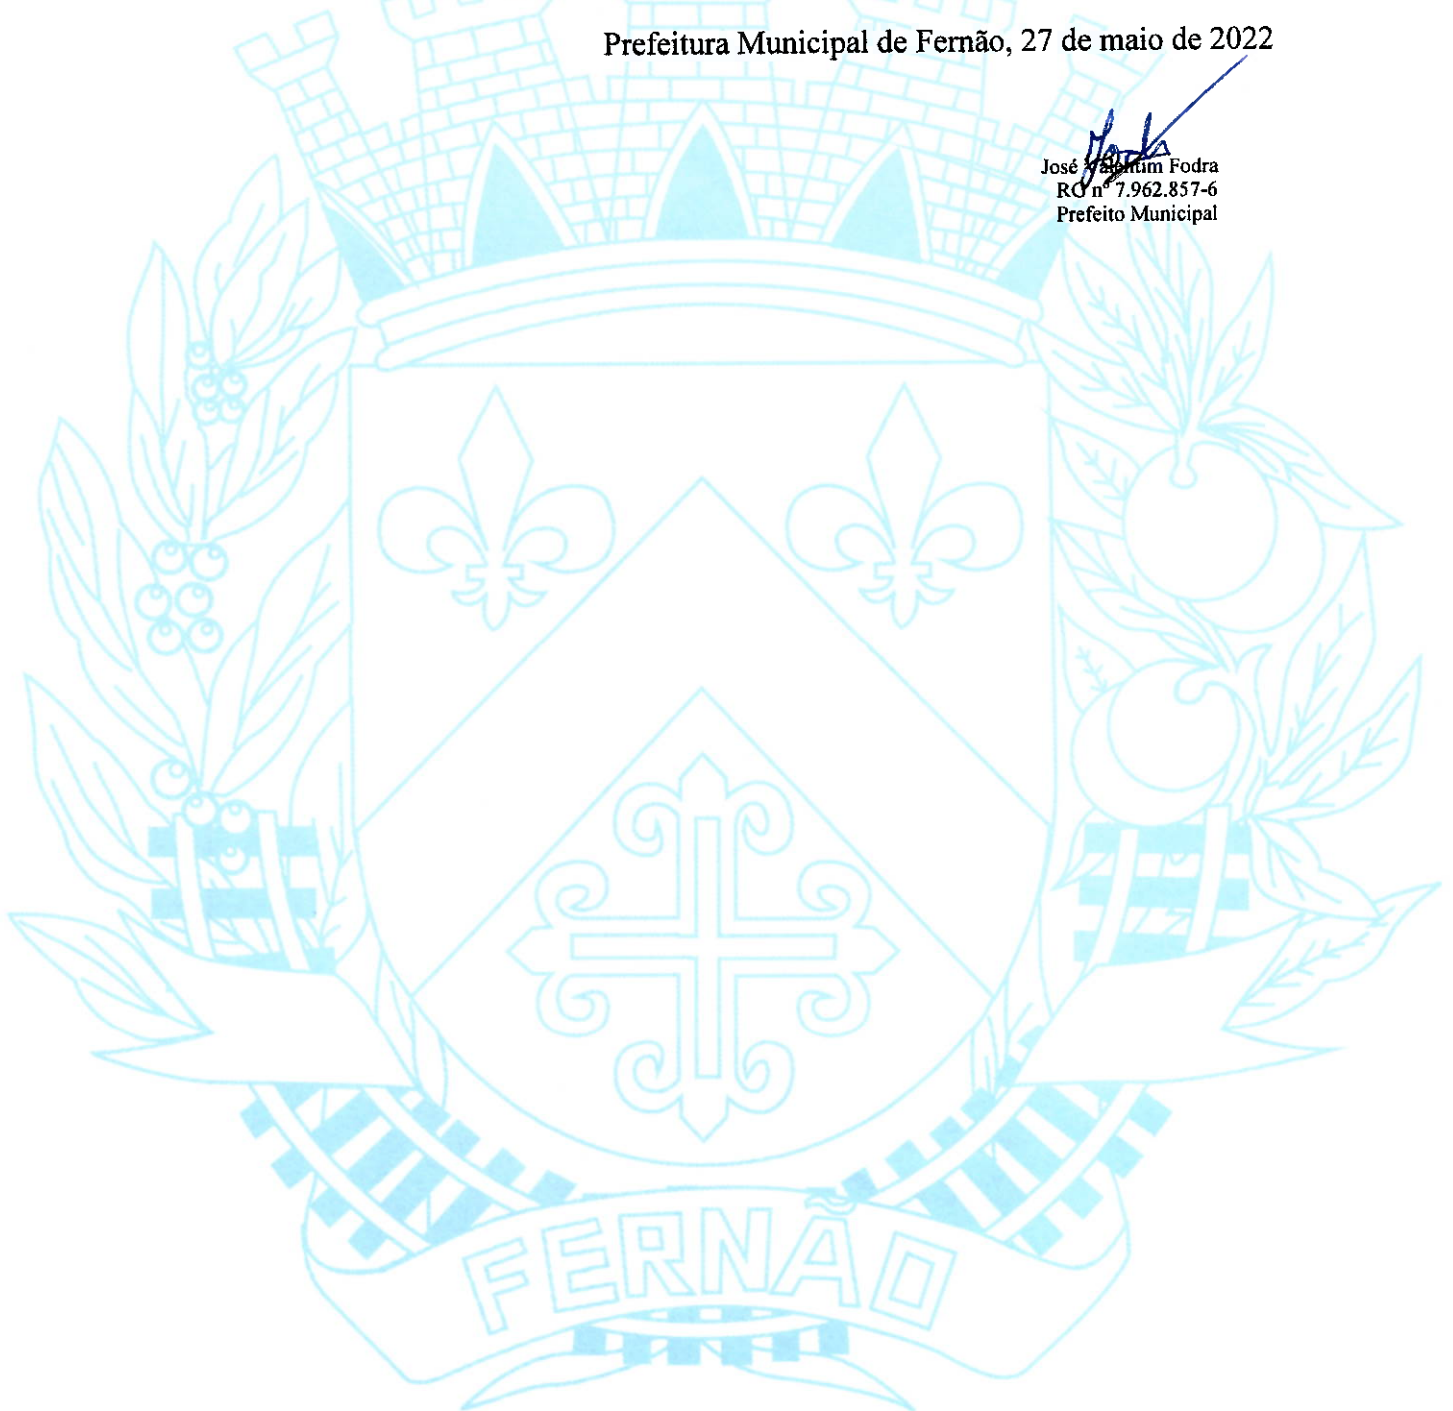 Prefeitura Municipal de Fernão, 27 de maio de 2022
José Valentim Fodra
RG nº 7.962.857-6
Prefeito Municipal
FERNÃO